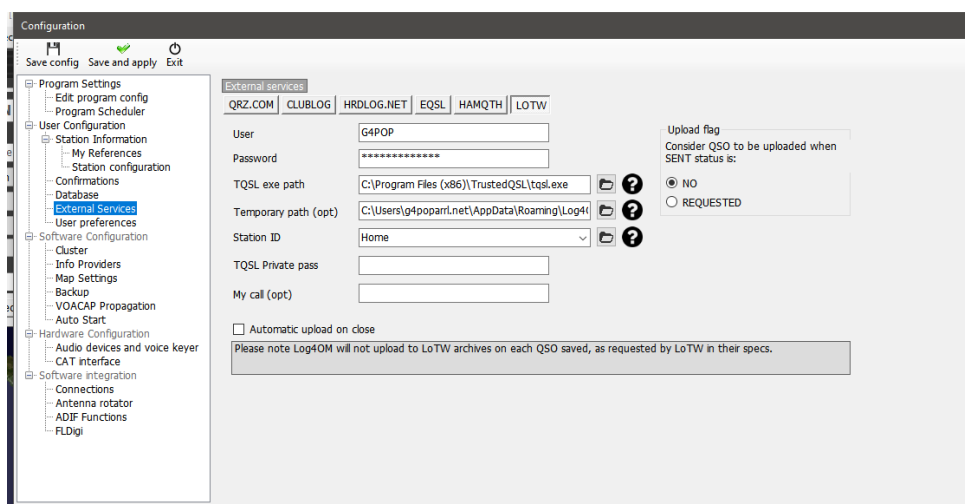 Configuration
Save config Save and apply Exit
Program Settings
Edit program config
Program Scheduler
User Configuration
Station Information
My References
Station configuration
Confirmations
Database
External Services
User preferences
Software Configuration
Cluster
Info Providers
Map Settings
Backup
VOACAP Propagation
Auto Start
Hardware Configuration
Audio devices and voice keyer
CAT interface
Software integration
Connections
Antenna rotator
ADIF Functions
FLDigi
External services
QRZ.COM CLUBLOG HRDLOG.NET EQSL HAMQTH LOTW
User G4POP
Password *************
TQSL exe path C:\Program Files (x86)\TrustedQSL\tqsl.exe ?
Temporary path (opt) C:\Users\g4poparrl.net\AppData\Roaming\Log4( ?
Station ID Home ?
TQSL Private pass
My call (opt)
Automatic upload on close
Please note Log4OM will not upload to LoTW archives on each QSO saved, as requested by LoTW in their specs.
Upload flag
Consider QSO to be uploaded when
SENT status is:
NO
REQUESTED